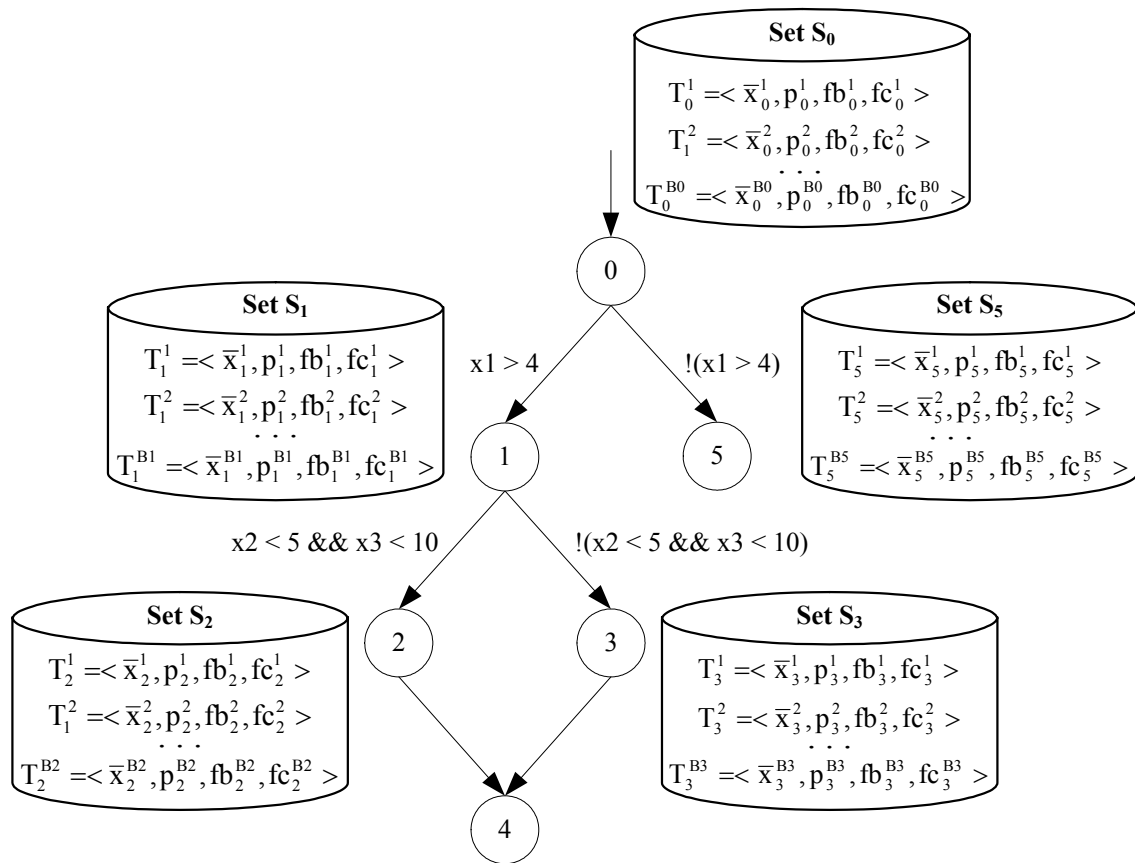 Set S₀
T₀¹ =< x̅₀¹, p₀¹, fb₀¹, fc₀¹ >
T₁² =< x̅₀², p₀², fb₀², fc₀² >
. . .
T₀ᴮ⁰ =< x̅₀ᴮ⁰, p₀ᴮ⁰, fb₀ᴮ⁰, fc₀ᴮ⁰ >
0
Set S₁
T₁¹ =< x̅₁¹, p₁¹, fb₁¹, fc₁¹ >
T₁² =< x̅₁², p₁², fb₁², fc₁² >
. . .
T₁ᴮ¹ =< x̅₁ᴮ¹, p₁ᴮ¹, fb₁ᴮ¹, fc₁ᴮ¹ >
x1 > 4
!(x1 > 4)
Set S₅
T₅¹ =< x̅₅¹, p₅¹, fb₅¹, fc₅¹ >
T₅² =< x̅₅², p₅², fb₅², fc₅² >
. . .
T₅ᴮ⁵ =< x̅₅ᴮ⁵, p₅ᴮ⁵, fb₅ᴮ⁵, fc₅ᴮ⁵ >
1
5
x2 < 5 && x3 < 10
!(x2 < 5 && x3 < 10)
Set S₂
T₂¹ =< x̅₂¹, p₂¹, fb₂¹, fc₂¹ >
T₁² =< x̅₂², p₂², fb₂², fc₂² >
. . .
T₂ᴮ² =< x̅₂ᴮ², p₂ᴮ², fb₂ᴮ², fc₂ᴮ² >
2
3
Set S₃
T₃¹ =< x̅₃¹, p₃¹, fb₃¹, fc₃¹ >
T₃² =< x̅₃², p₃², fb₃², fc₃² >
. . .
T₃ᴮ³ =< x̅₃ᴮ³, p₃ᴮ³, fb₃ᴮ³, fc₃ᴮ³ >
4